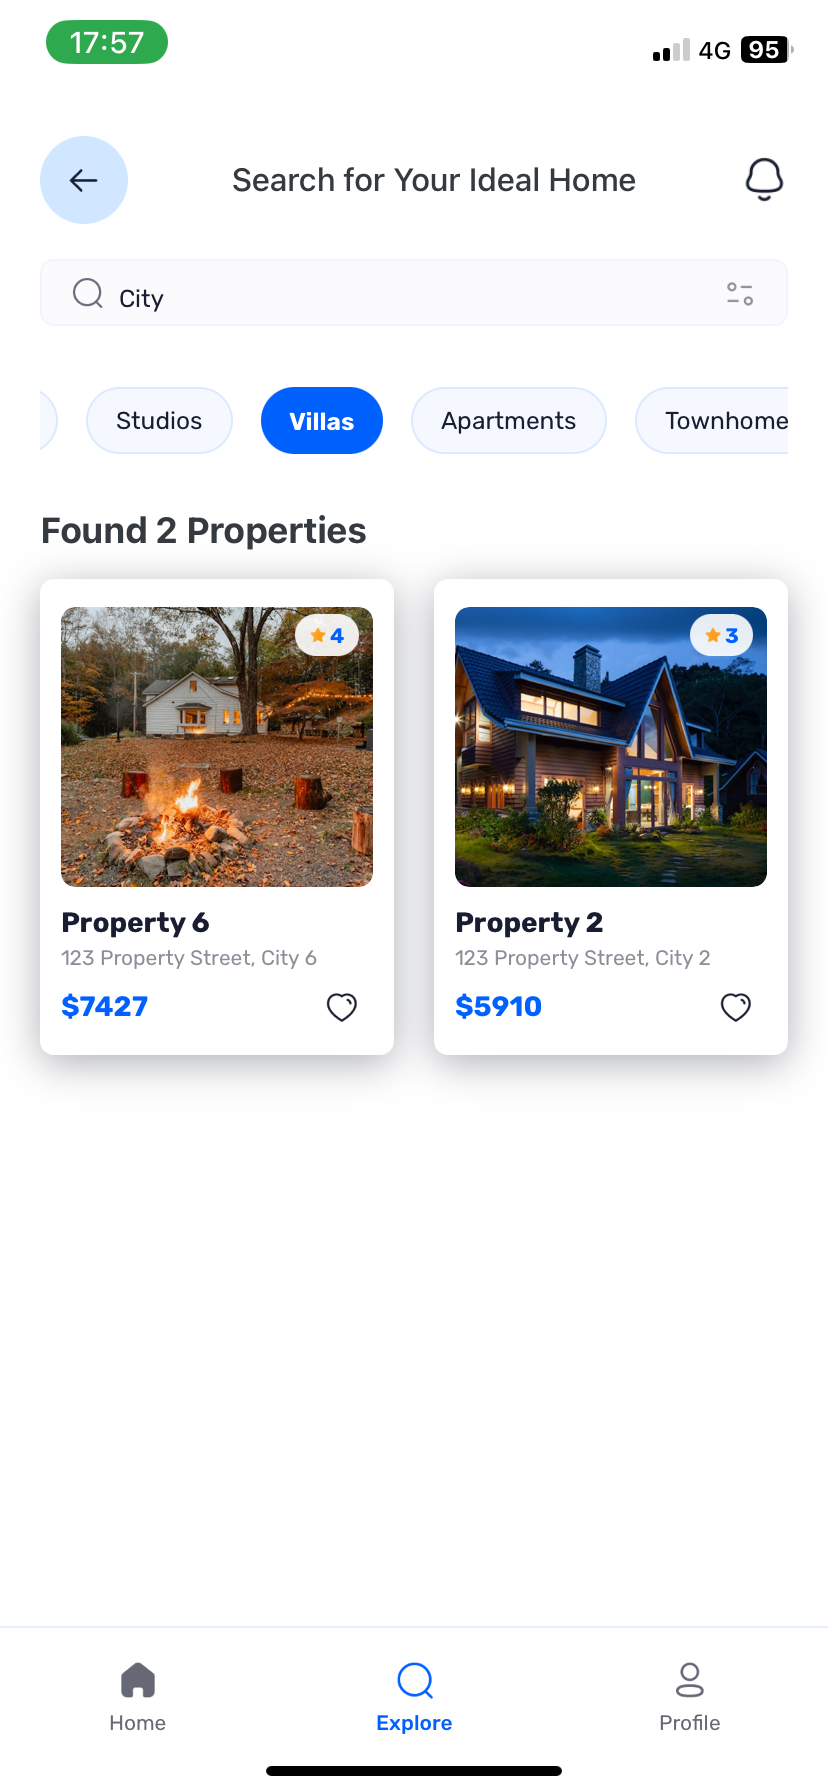 17:57
4G 95
Search for Your Ideal Home
City
Studios Villas Apartments Townhome
Found 2 Properties
4
3
Property 6
123 Property Street, City 6
$7427
Property 2
123 Property Street, City 2
$5910
Home Explore Profile